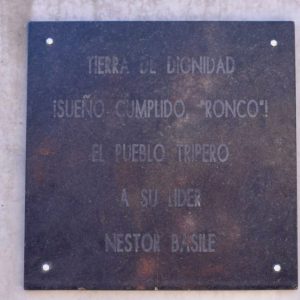 TIERRA DE DIGNIDAD
¡SUEÑO CUMPLIDO, "RONCO"!
EL PUEBLO TRIPERO
A SU LIDER
NESTOR BASILE